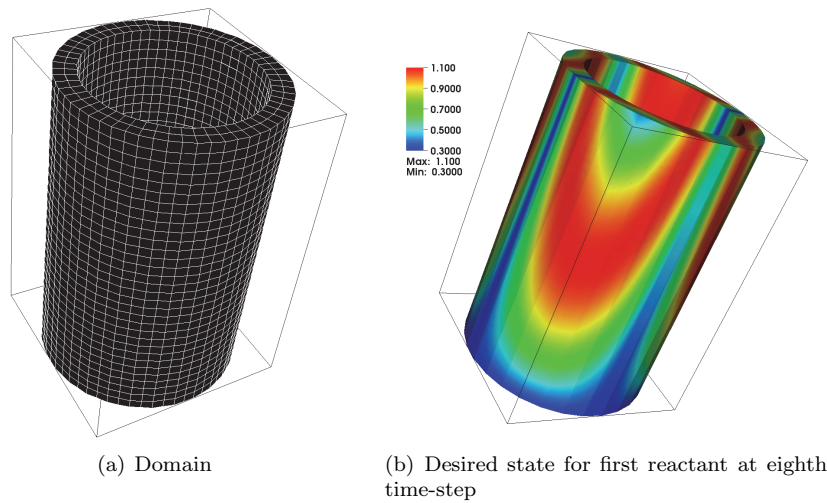 1.100
0.9000
0.7000
0.5000
0.3000
Max: 1.100
Min: 0.3000
(a) Domain
(b) Desired state for first reactant at eighth
time-step